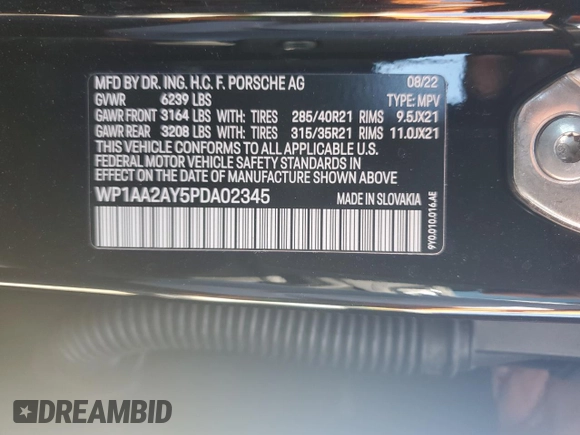 MFD BY DR. ING. H.C. F. PORSCHE AG 08/22
GVWR 6239 LBS TYPE: MPV
GAWR FRONT 3164 LBS WITH: TIRES 285/40R21 RIMS 9.5JX21
GAWR REAR 3208 LBS WITH: TIRES 315/35R21 RIMS 11.0JX21
THIS VEHICLE CONFORMS TO ALL APPLICABLE U.S.
FEDERAL MOTOR VEHICLE SAFETY STANDARDS IN
EFFECT ON THE DATE OF MANUFACTURE SHOWN ABOVE.
WP1AA2AY5PDA02345 MADE IN SLOVAKIA
9Y0.010.016.AE
DREAMBID